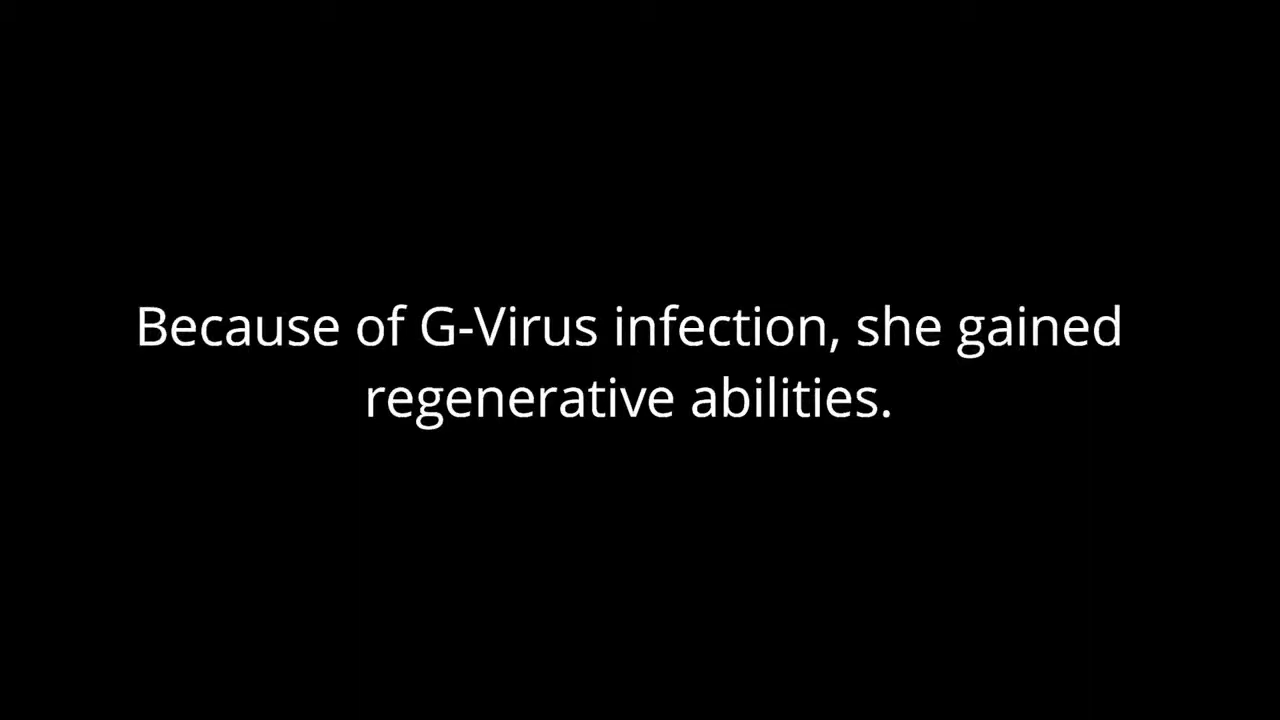 Because of G-Virus infection, she gained
regenerative abilities.